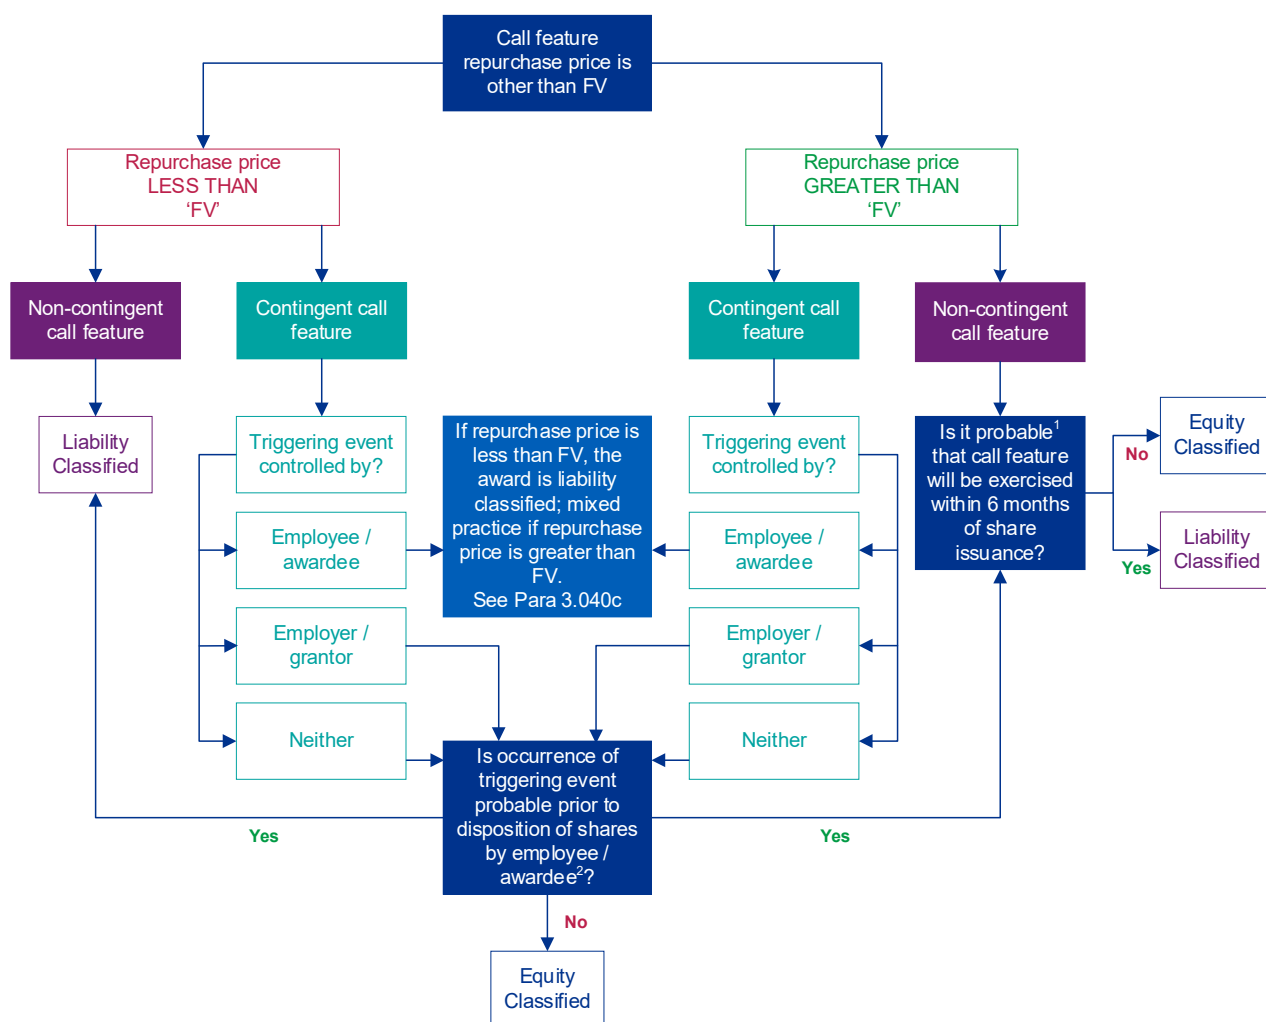 Call feature
repurchase price is
other than FV
Repurchase price
LESS THAN
‘FV’
Repurchase price
GREATER THAN
‘FV’
Non-contingent
call feature
Contingent call
feature
Contingent call
feature
Non-contingent
call feature
Liability
Classified
Triggering event
controlled by?
If repurchase price is
less than FV, the
award is liability
classified; mixed
practice if repurchase
price is greater than
FV.
See Para 3.040c
Triggering event
controlled by?
Is it probable1
that call feature
will be exercised
within 6 months
of share
issuance?
Equity
Classified
No
Liability
Classified
Yes
Employee /
awardee
Employee /
awardee
Employer /
grantor
Employer /
grantor
Neither
Neither
Is occurrence of
triggering event
probable prior to
disposition of shares
by employee /
awardee2?
Yes
Yes
No
Equity
Classified